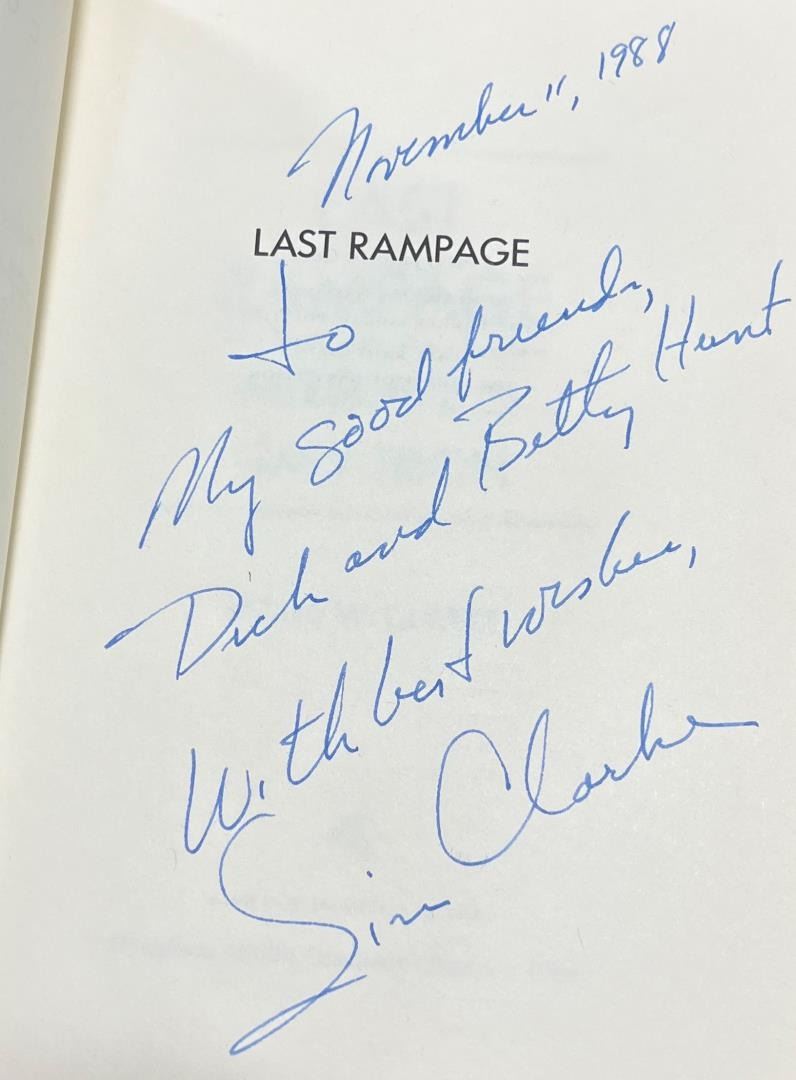 November 11, 1988
LAST RAMPAGE
To
My good friends,
Dick and Betty Hunt
With best wishes,
Jim Clarke